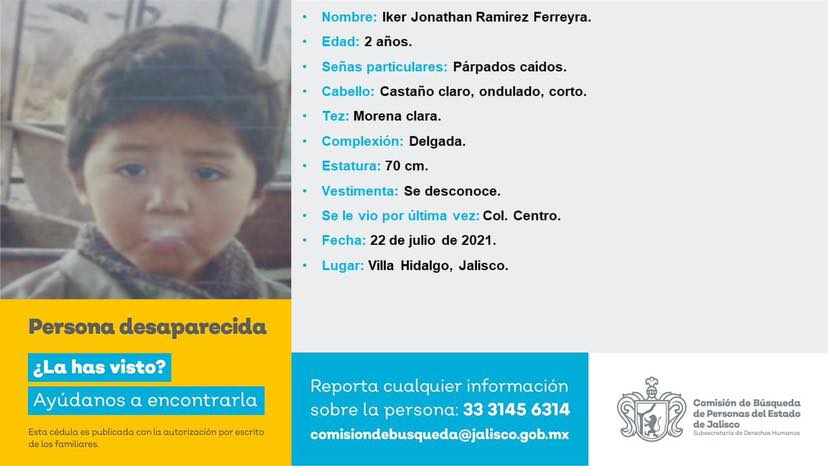 • Nombre: Iker Jonathan Ramírez Ferreyra.
• Edad: 2 años.
• Señas particulares: Párpados caídos.
• Cabello: Castaño claro, ondulado, corto.
• Tez: Morena clara.
• Complexión: Delgada.
• Estatura: 70 cm.
• Vestimenta: Se desconoce.
• Se le vio por última vez: Col. Centro.
• Fecha: 22 de julio de 2021.
• Lugar: Villa Hidalgo, Jalisco.
Persona desaparecida
¿La has visto?
Ayúdanos a encontrarla
Esta cédula es publicada con la autorización por escrito
de los familiares.
Reporta cualquier información
sobre la persona: 33 3145 6314
comisiondebusqueda@jalisco.gob.mx
Comisión de Búsqueda
de Personas del Estado
de Jalisco
Subsecretaría de Derechos Humanos